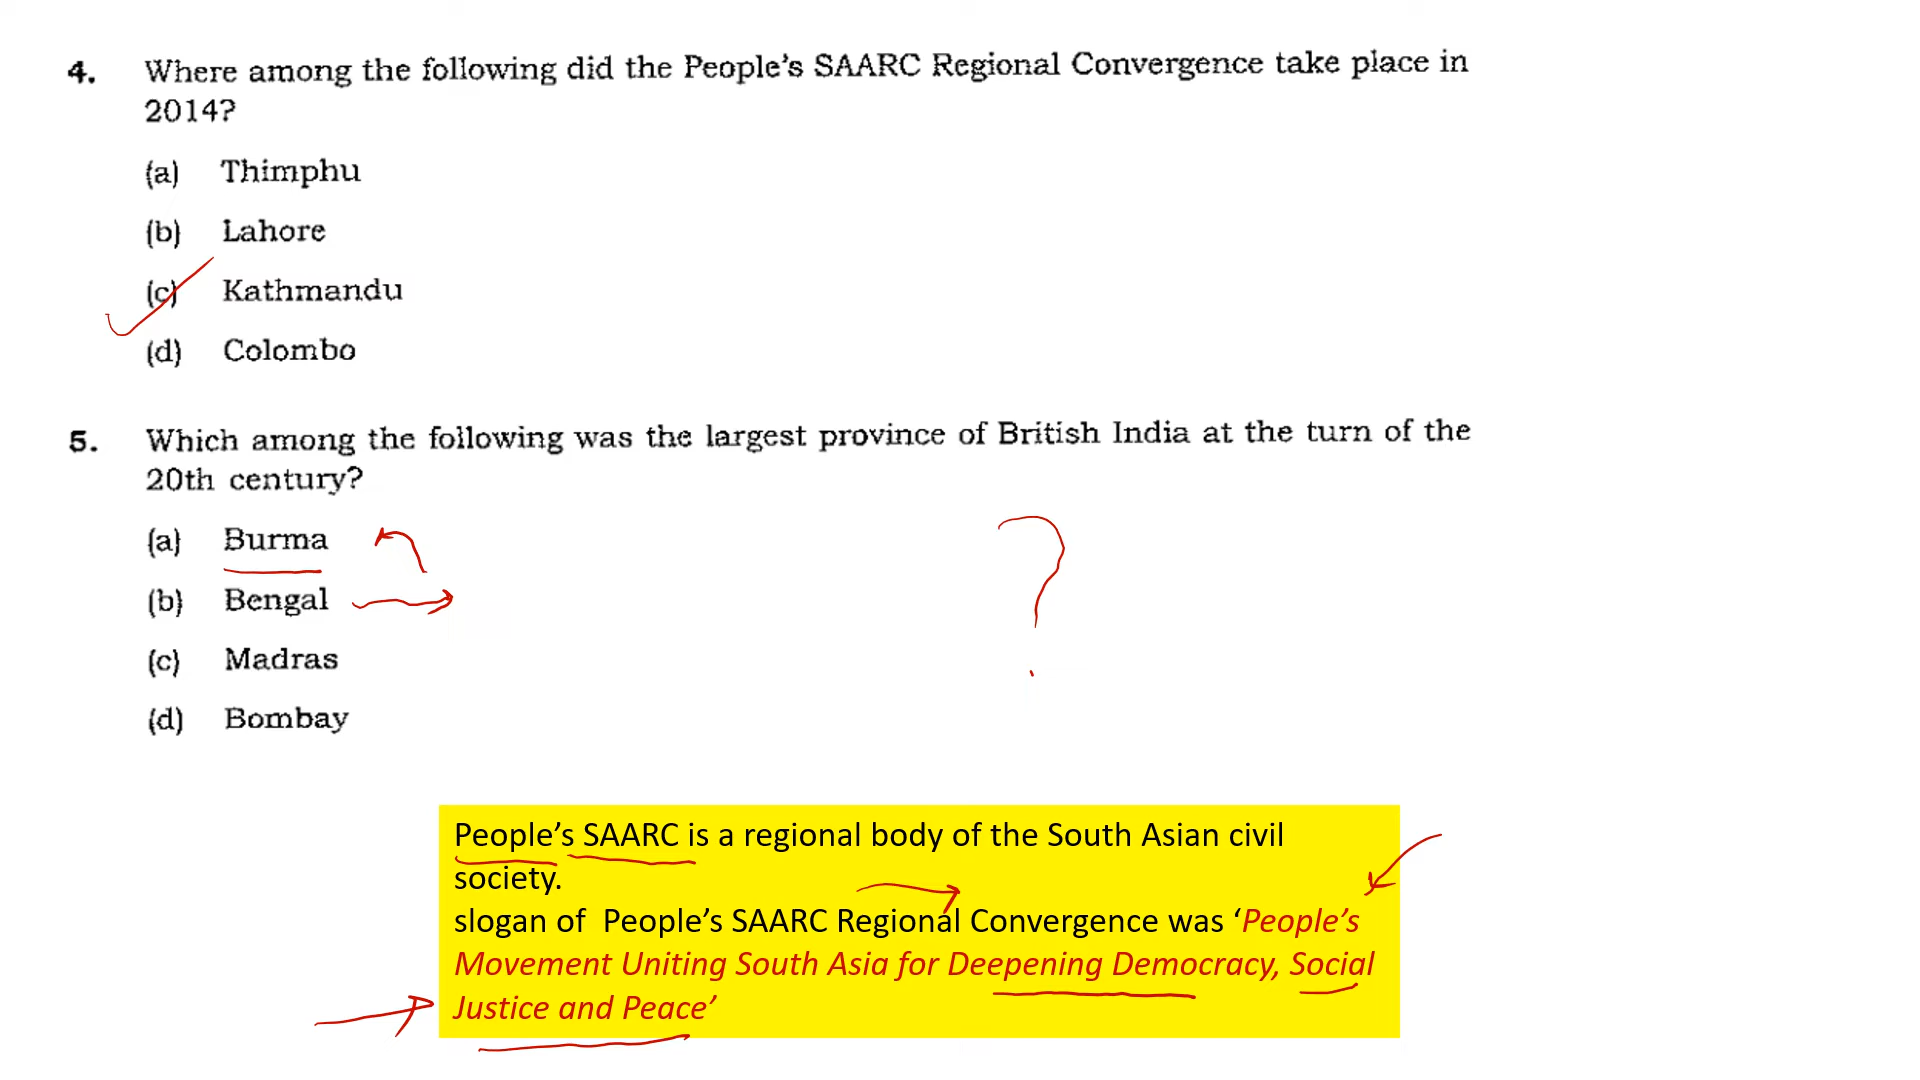 4. Where among the following did the People's SAARC Regional Convergence take place in
2014?
(a) Thimphu
(b) Lahore
(c) Kathmandu
(d) Colombo
5. Which among the following was the largest province of British India at the turn of the
20th century?
(a) Burma
(b) Bengal
(c) Madras
(d) Bombay
?
People's SAARC is a regional body of the South Asian civil
society.
slogan of People's SAARC Regional Convergence was ‘People's
Movement Uniting South Asia for Deepening Democracy, Social
Justice and Peace’